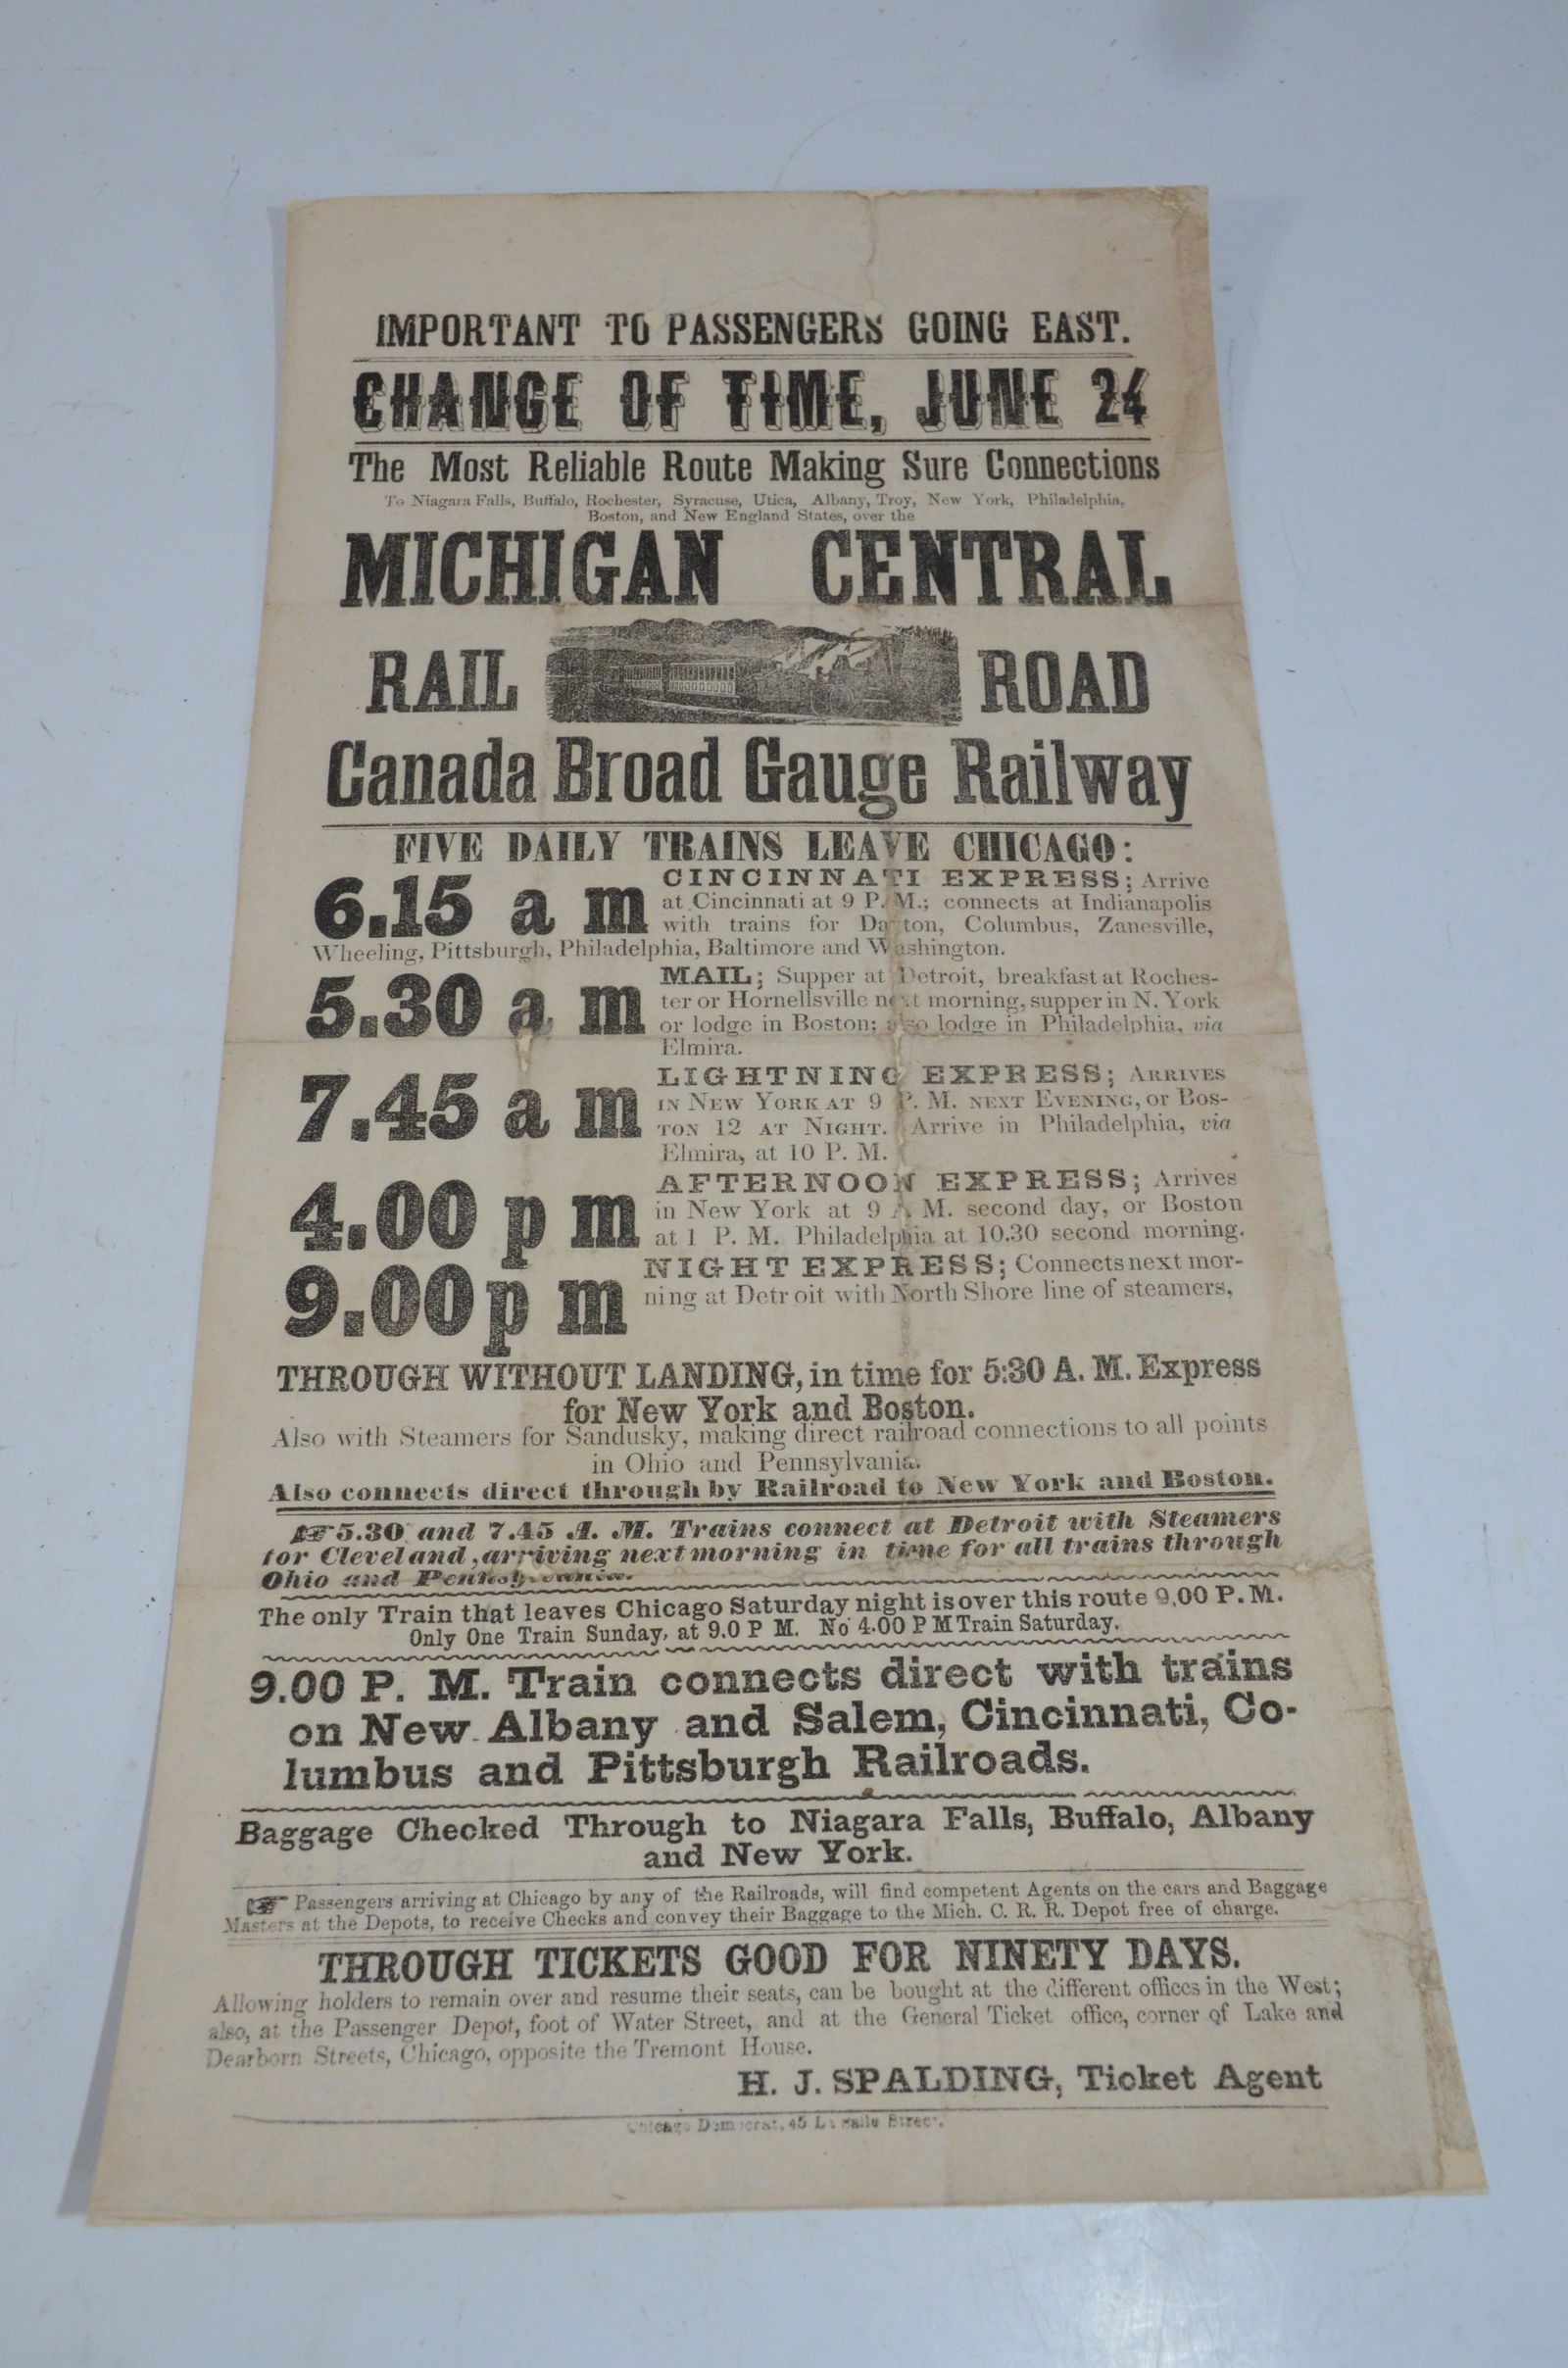 IMPORTANT TO PASSENGERS GOING EAST.
CHANGE OF TIME, JUNE 24
The Most Reliable Route Making Sure Connections
To Niagara Falls, Buffalo, Rochester, Syracuse, Utica, Albany, Troy, New York, Philadelphia,
Boston, and New England States, over the
MICHIGAN CENTRAL
RAIL ROAD
Canada Broad Gauge Railway
FIVE DAILY TRAINS LEAVE CHICAGO:
6.15 a m CINCINNATI EXPRESS; Arrive
at Cincinnati at 9 P. M.; connects at Indianapolis
with trains for Dayton, Columbus, Zanesville,
Wheeling, Pittsburgh, Philadelphia, Baltimore and Washington.
5.30 a m MAIL; Supper at Detroit, breakfast at Roches-
ter or Hornellsville next morning, supper in N. York
or lodge in Boston; also lodge in Philadelphia, via
Elmira.
7.45 a m LIGHTNING EXPRESS; ARRIVES
IN NEW YORK AT 9 P. M. NEXT EVENING, or BOS-
TON 12 AT NIGHT. Arrive in Philadelphia, via
Elmira, at 10 P. M.
4.00 p m AFTERNOON EXPRESS; Arrives
in New York at 9 A. M. second day, or Boston
at 1 P. M. Philadelphia at 10.30 second morning.
9.00 p m NIGHT EXPRESS; Connects next mor-
ning at Detroit with North Shore line of steamers,
THROUGH WITHOUT LANDING, in time for 5:30 A. M. Express
for New York and Boston.
Also with Steamers for Sandusky, making direct railroad connections to all points
in Ohio and Pennsylvania.
Also connects direct through by Railroad to New York and Boston.
☞5.30 and 7.45 A. M. Trains connect at Detroit with Steamers
for Cleveland, arriving next morning in time for all trains through
Ohio and Pennsylvania.
The only Train that leaves Chicago Saturday night is over this route 9,00 P. M.
Only One Train Sunday, at 9.0 P M. No 4.00 P M Train Saturday.
9.00 P. M. Train connects direct with trains
on New Albany and Salem, Cincinnati, Co-
lumbus and Pittsburgh Railroads.
Baggage Checked Through to Niagara Falls, Buffalo, Albany
and New York.
☞ Passengers arriving at Chicago by any of the Railroads, will find competent Agents on the cars and Baggage
Masters at the Depots, to receive Checks and convey their Baggage to the Mich. C. R. R. Depot free of charge.
THROUGH TICKETS GOOD FOR NINETY DAYS.
Allowing holders to remain over and resume their seats, can be bought at the different offices in the West;
also, at the Passenger Depot, foot of Water Street, and at the General Ticket office, corner of Lake and
Dearborn Streets, Chicago, opposite the Tremont House.
H. J. SPALDING, Ticket Agent
Chicago Democrat, 45 La Salle Street.